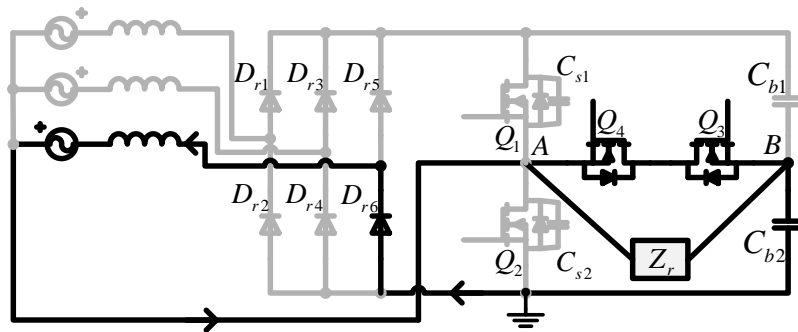 D_{r1} D_{r3} D_{r5}
C_{s1}
C_{b1}
Q_1 A Q_4 Q_3 B
D_{r2} D_{r4} D_{r6}
Q_2 C_{s2} Z_r C_{b2}